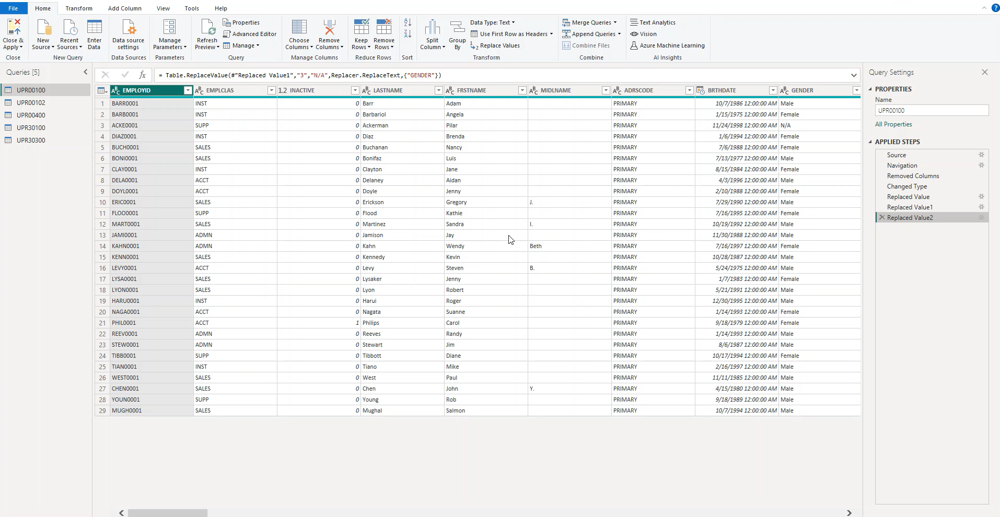 File Home Transform Add Column View Tools Help
Close & Apply New Source Recent Sources Enter Data Data source settings Manage Parameters Refresh Preview Properties Advanced Editor Manage Choose Columns Remove Columns Keep Rows Remove Rows Split Column Group By Data Type: Text Use First Row as Headers Replace Values Merge Queries Append Queries Combine Files Text Analytics Vision Azure Machine Learning
Close New Query Data Sources Parameters Query Manage Columns Reduce Rows Sort Transform Combine AI Insights
Queries [5]
UPR00100
UPR00102
UPR00400
UPR30100
UPR30300
= Table.ReplaceValue(#"Replaced Value1","3","N/A",Replacer.ReplaceText,{"GENDER"})
EMPLOYID EMPLCLAS 1.2 INACTIVE LASTNAME FRSTNAME MIDLNAME ADRSCODE BRTHDATE GENDER
1 BARR0001 INST 0 Barr Adam PRIMARY 10/7/1986 12:00:00 AM Male
2 BARB0001 INST 0 Barbariol Angela PRIMARY 1/15/1975 12:00:00 AM Female
3 ACKE0001 SUPP 0 Ackerman Pilar PRIMARY 11/24/1998 12:00:00 AM N/A
4 DIAZ0001 INST 0 Diaz Brenda PRIMARY 1/6/1994 12:00:00 AM Female
5 BUCH0001 SALES 0 Buchanan Nancy PRIMARY 7/6/1988 12:00:00 AM Female
6 BONI0001 SALES 0 Bonifaz Luis PRIMARY 7/13/1977 12:00:00 AM Male
7 CLAY0001 INST 0 Clayton Jane PRIMARY 8/15/1984 12:00:00 AM Female
8 DELA0001 ACCT 0 Delaney Aidan PRIMARY 4/3/1996 12:00:00 AM Male
9 DOYL0001 ACCT 0 Doyle Jenny PRIMARY 2/10/1988 12:00:00 AM Female
10 ERIC0001 SALES 0 Erickson Gregory J. PRIMARY 7/29/1990 12:00:00 AM Male
11 FLOO0001 SUPP 0 Flood Kathie PRIMARY 7/16/1995 12:00:00 AM Female
12 MART0001 SALES 0 Martinez Sandra I. PRIMARY 10/19/1992 12:00:00 AM Male
13 JAMI0001 ADMN 0 Jamison Jay PRIMARY 11/30/1988 12:00:00 AM Male
14 KAHN0001 ADMN 0 Kahn Wendy Beth PRIMARY 7/16/1997 12:00:00 AM Female
15 KENN0001 SALES 0 Kennedy Kevin PRIMARY 10/28/1987 12:00:00 AM Male
16 LEVY0001 ACCT 0 Levy Steven B. PRIMARY 5/24/1975 12:00:00 AM Male
17 LYSA0001 SALES 0 Lysaker Jenny PRIMARY 1/7/1983 12:00:00 AM Female
18 LYON0001 SALES 0 Lyon Robert PRIMARY 5/21/1991 12:00:00 AM Male
19 HARU0001 INST 0 Harui Roger PRIMARY 12/30/1995 12:00:00 AM Male
20 NAGA0001 ACCT 0 Nagata Suanne PRIMARY 1/14/1993 12:00:00 AM Female
21 PHIL0001 ACCT 1 Philips Carol PRIMARY 9/18/1979 12:00:00 AM Female
22 REEV0001 ADMN 0 Reeves Randy PRIMARY 1/14/1993 12:00:00 AM Male
23 STEW0001 ADMN 0 Stewart Jim PRIMARY 8/6/1987 12:00:00 AM Male
24 TIBB0001 SUPP 0 Tibbott Diane PRIMARY 10/17/1994 12:00:00 AM Female
25 TIAN0001 INST 0 Tiano Mike PRIMARY 2/16/1997 12:00:00 AM Male
26 WEST0001 SALES 0 West Paul PRIMARY 11/11/1985 12:00:00 AM Male
27 CHEN0001 SALES 0 Chen John Y. PRIMARY 4/15/1980 12:00:00 AM Male
28 YOUN0001 SUPP 0 Young Rob PRIMARY 9/18/1989 12:00:00 AM Male
29 MUGH0001 SALES 0 Mughal Salmon PRIMARY 10/7/1994 12:00:00 AM Male
Query Settings
PROPERTIES
Name
UPR00100
All Properties
APPLIED STEPS
Source
Navigation
Removed Columns
Changed Type
Replaced Value
Replaced Value1
Replaced Value2